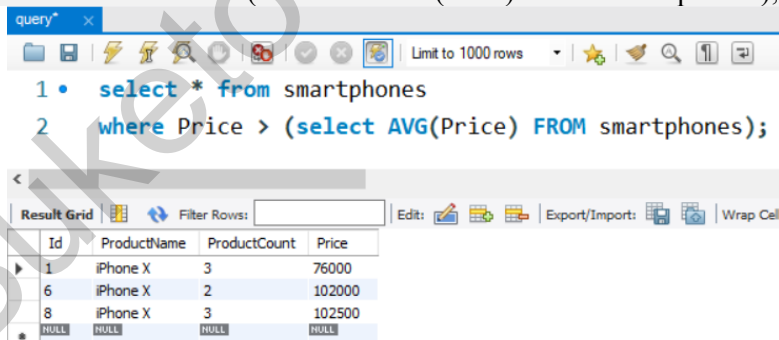 query*
Limit to 1000 rows
1 select * from smartphones
2 where Price > (select AVG(Price) FROM smartphones);
Result Grid Filter Rows: Edit: Export/Import: Wrap Cel
Id ProductName ProductCount Price
1 iPhone X 3 76000
6 iPhone X 2 102000
8 iPhone X 3 102500
NULL NULL NULL NULL